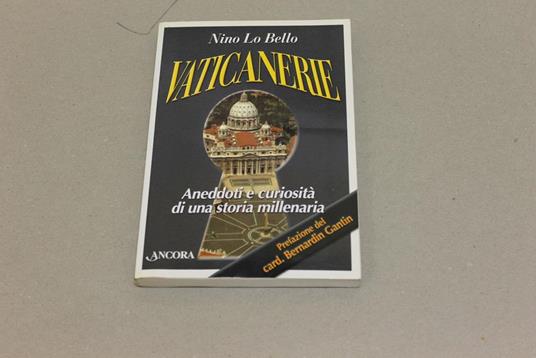 Nino Lo Bello
VATICANERIE
Aneddoti e curiosità
di una storia millenaria
Prefazione del
card. Bernardin Gantin
ANCORA